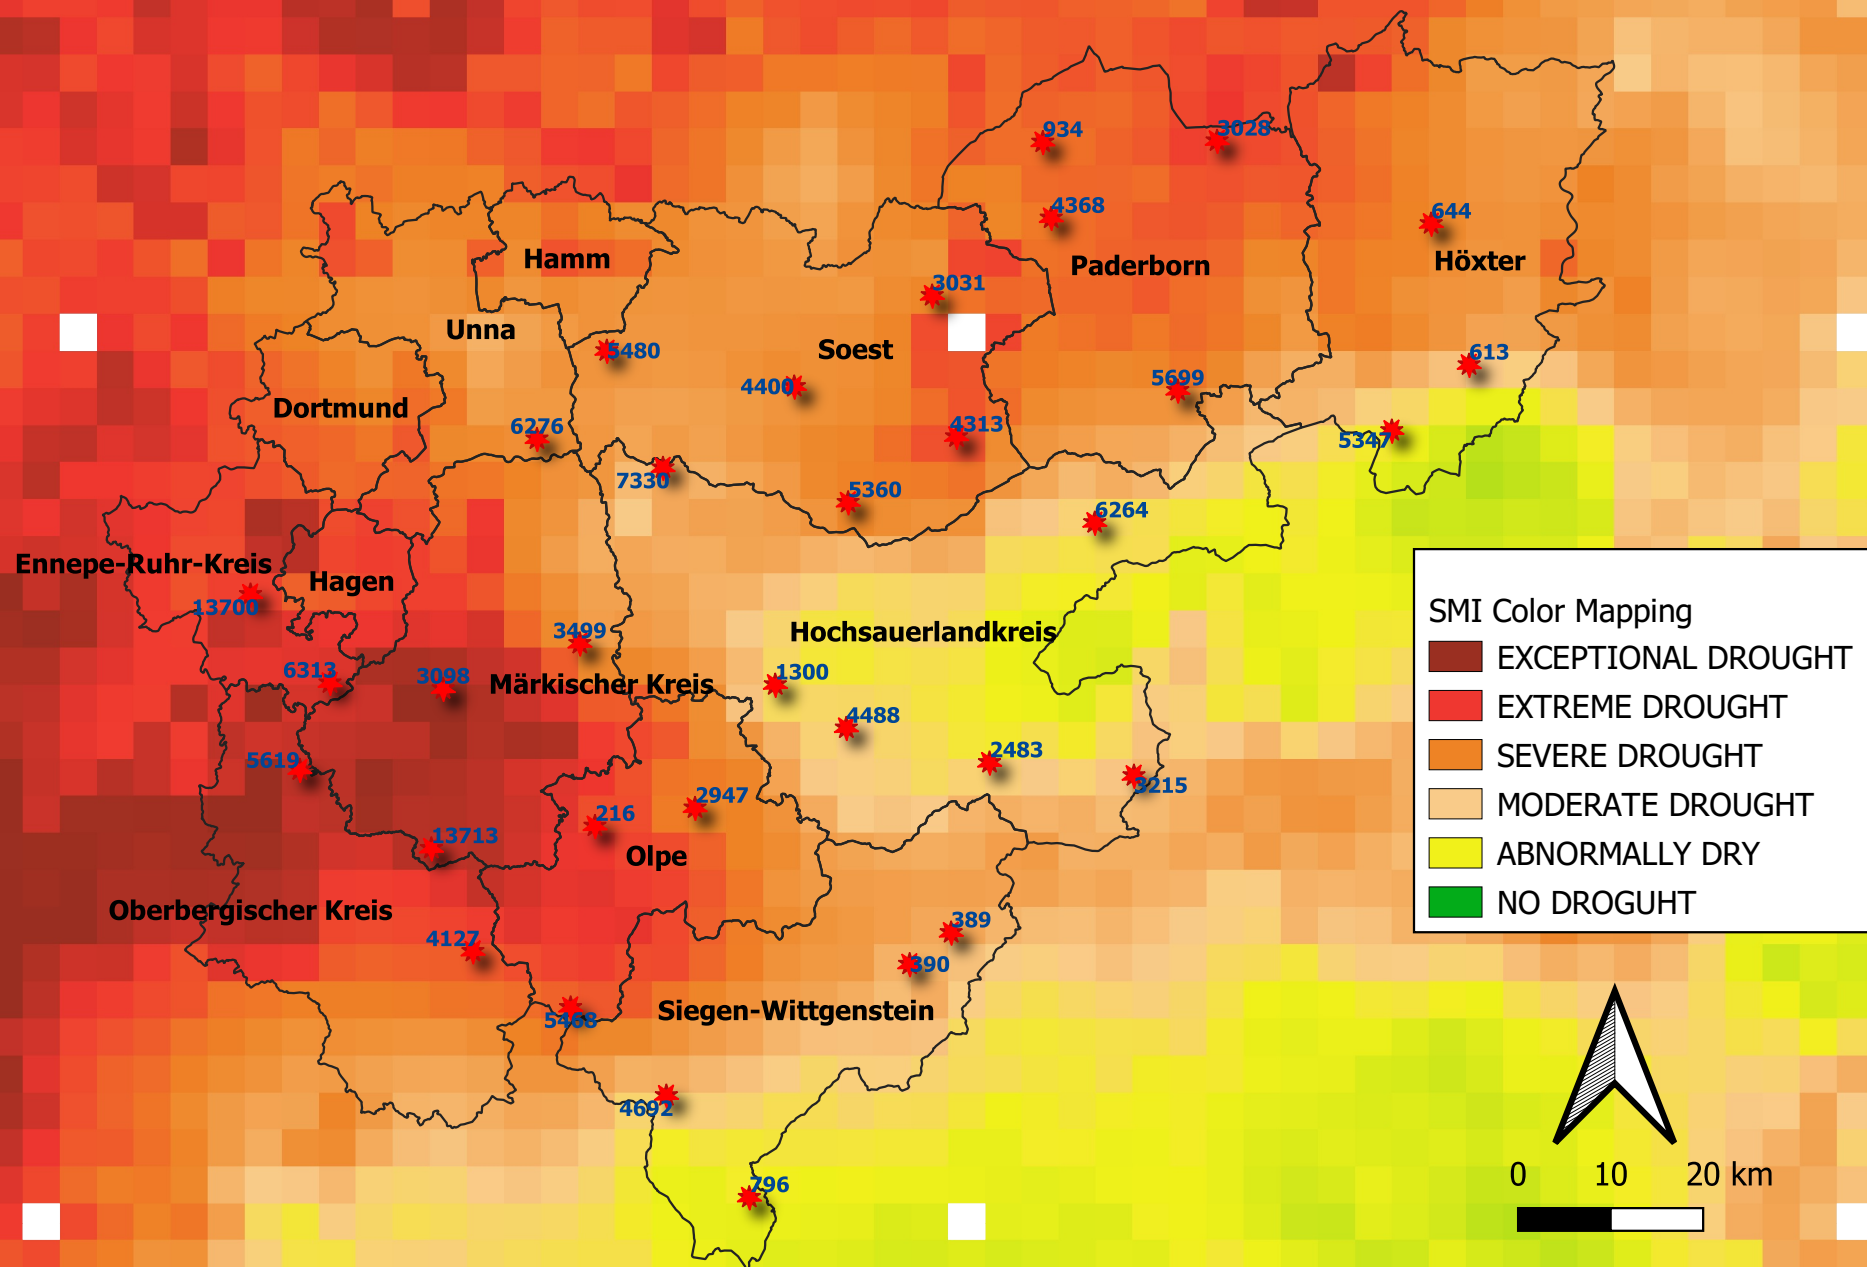 934
3028
4368
644
Hamm
Paderborn
Höxter
3031
Unna
5480
Soest
613
4400
5699
Dortmund
6276
4313
5347
7330
5360
6264
Ennepe-Ruhr-Kreis
Hagen
13700
3499
Hochsauerlandkreis
6313
3098
Märkischer Kreis
1300
4488
5619
2483
3215
2947
216
13713
Olpe
Oberbergischer Kreis
4127
389
390
5468
Siegen-Wittgenstein
4692
796
SMI Color Mapping
EXCEPTIONAL DROUGHT
EXTREME DROUGHT
SEVERE DROUGHT
MODERATE DROUGHT
ABNORMALLY DRY
NO DROGUHT
0 10 20 km